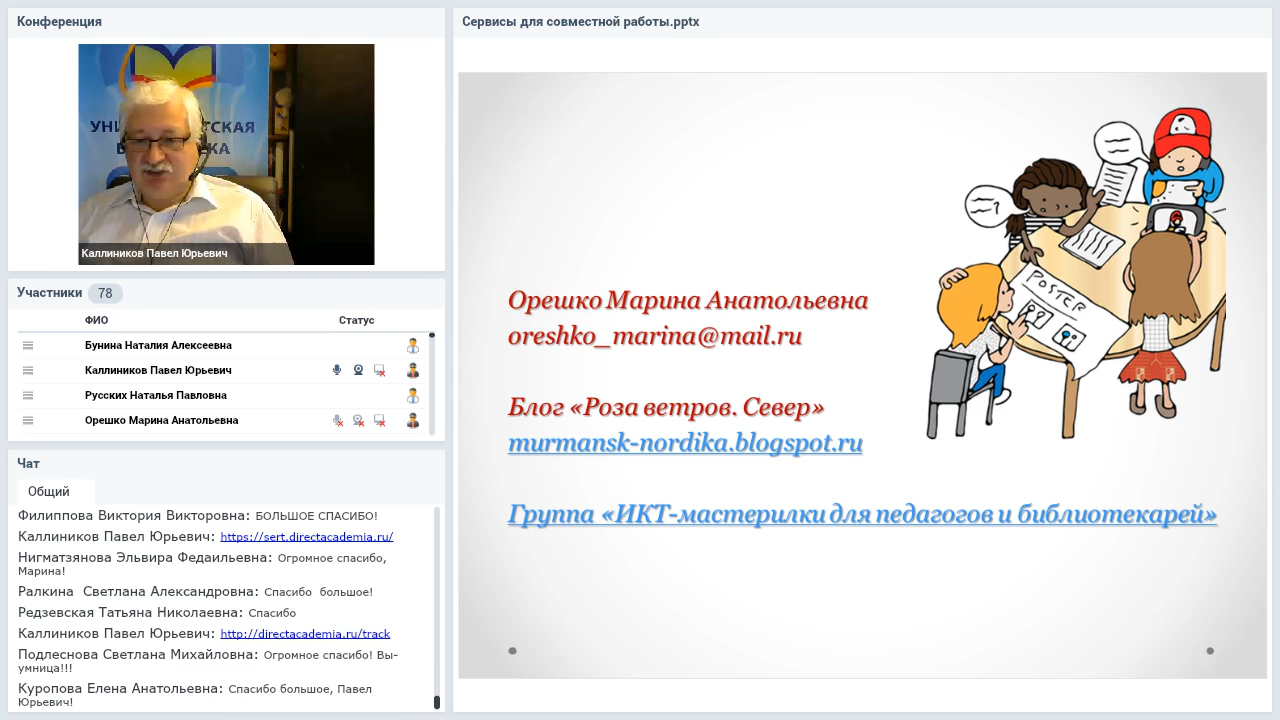 Конференция
Каллиников Павел Юрьевич
Участники 78
ФИО Статус
Бунина Наталия Алексеевна
Каллиников Павел Юрьевич
Русских Наталья Павловна
Орешко Марина Анатольевна
Чат
Общий
Филиппова Виктория Викторовна: БОЛЬШОЕ СПАСИБО!
Каллиников Павел Юрьевич: https://sert.directacademia.ru/
Нигматзянова Эльвира Федаильевна: Огромное спасибо,
Марина!
Ралкина Светлана Александровна: Спасибо большое!
Редзевская Татьяна Николаевна: Спасибо
Каллиников Павел Юрьевич: http://directacademia.ru/track
Подлеснова Светлана Михайловна: Огромное спасибо! Вы-
умница!!!
Куропова Елена Анатольевна: Спасибо большое, Павел
Юрьевич!
Сервисы для совместной работы.pptx
POSTER
Орешко Марина Анатольевна
oreshko_marina@mail.ru
Блог «Роза ветров. Север»
murmansk-nordika.blogspot.ru
Группа «ИКТ-мастерилки для педагогов и библиотекарей»